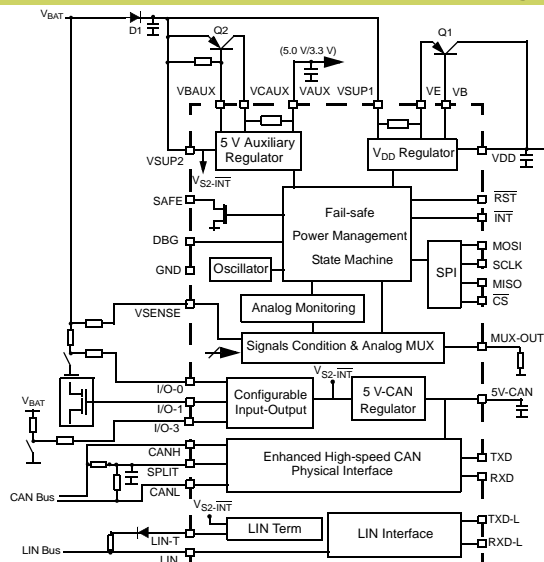 VBAT
D1
Q2
Q1
(5.0 V/3.3 V)
VBAUX
VCAUX
VAUX
VSUP1
VE
VB
5 V Auxiliary
Regulator
VDD Regulator
VSUP2
VDD
VS2-INT
SAFE
Fail-safe
Power Management
State Machine
RST
INT
DBG
GND
Oscillator
SPI
MOSI
SCLK
MISO
CS
VSENSE
Analog Monitoring
Signals Condition & Analog MUX
MUX-OUT
VS2-INT
I/O-0
Configurable
Input-Output
5 V-CAN
Regulator
5V-CAN
VBAT
I/O-1
I/O-3
CANH
SPLIT
CANL
CAN Bus
Enhanced High-speed CAN
Physical Interface
TXD
RXD
VS2-INT
LIN Term
LIN Interface
TXD-L
RXD-L
LIN-T
LIN Bus
LIN